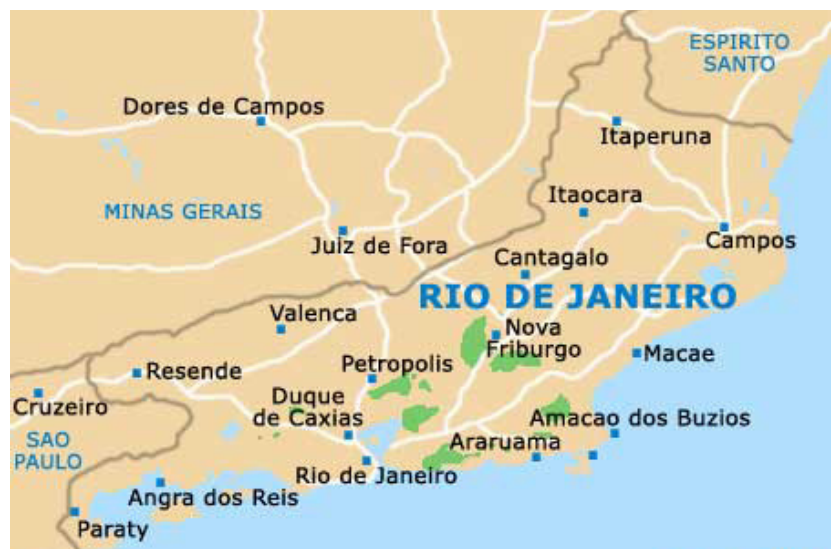 ESPIRITO
SANTO
Dores de Campos
Itaperuna
Itaocara
MINAS GERAIS
Juiz de Fora
Campos
Cantagalo
RIO DE JANEIRO
Valenca
Nova
Friburgo
Macae
Petropolis
Resende
Duque
de Caxias
Cruzeiro
Amacao dos Buzios
SAO
PAULO
Araruama
Rio de Janeiro
Angra dos Reis
Paraty